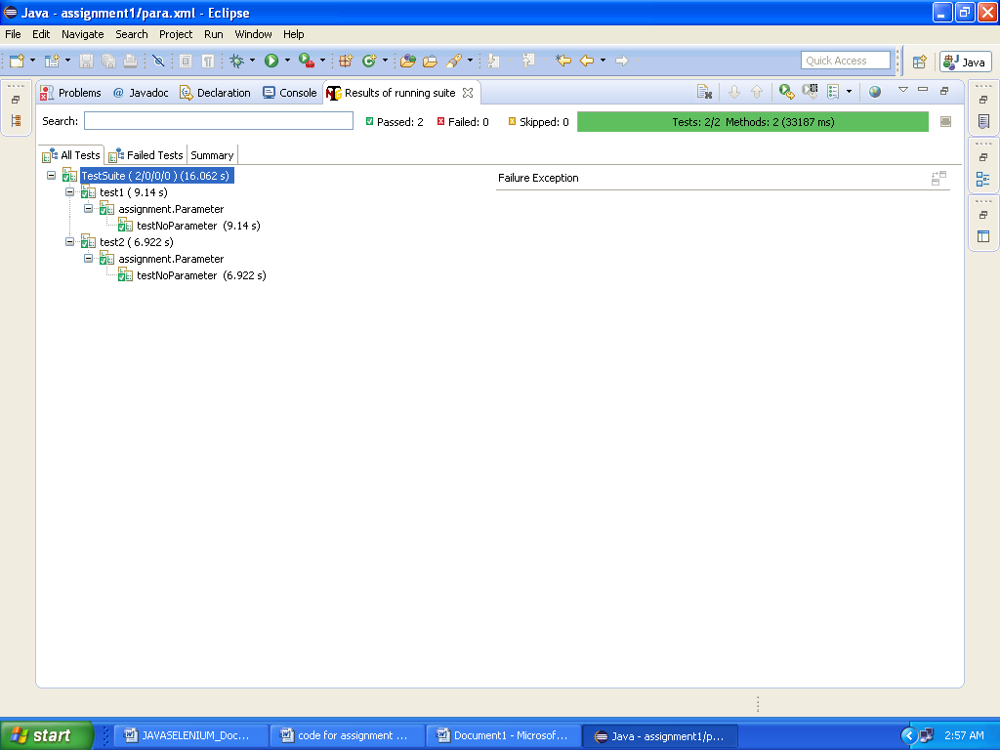 Java - assignment1/para.xml - Eclipse
File Edit Navigate Search Project Run Window Help
Quick Access
Java
Problems @ Javadoc Declaration Console Results of running suite
Search: Passed: 2 Failed: 0 Skipped: 0 Tests: 2/2 Methods: 2 (33187 ms)
All Tests Failed Tests Summary
TestSuite ( 2/0/0/0 ) (16.062 s)
Failure Exception
test1 ( 9.14 s)
assignment.Parameter
testNoParameter (9.14 s)
test2 ( 6.922 s)
assignment.Parameter
testNoParameter (6.922 s)
start JAVASELENIUM_Doc... code for assignment ... Document1 - Microsof... Java - assignment1/p... 2:57 AM